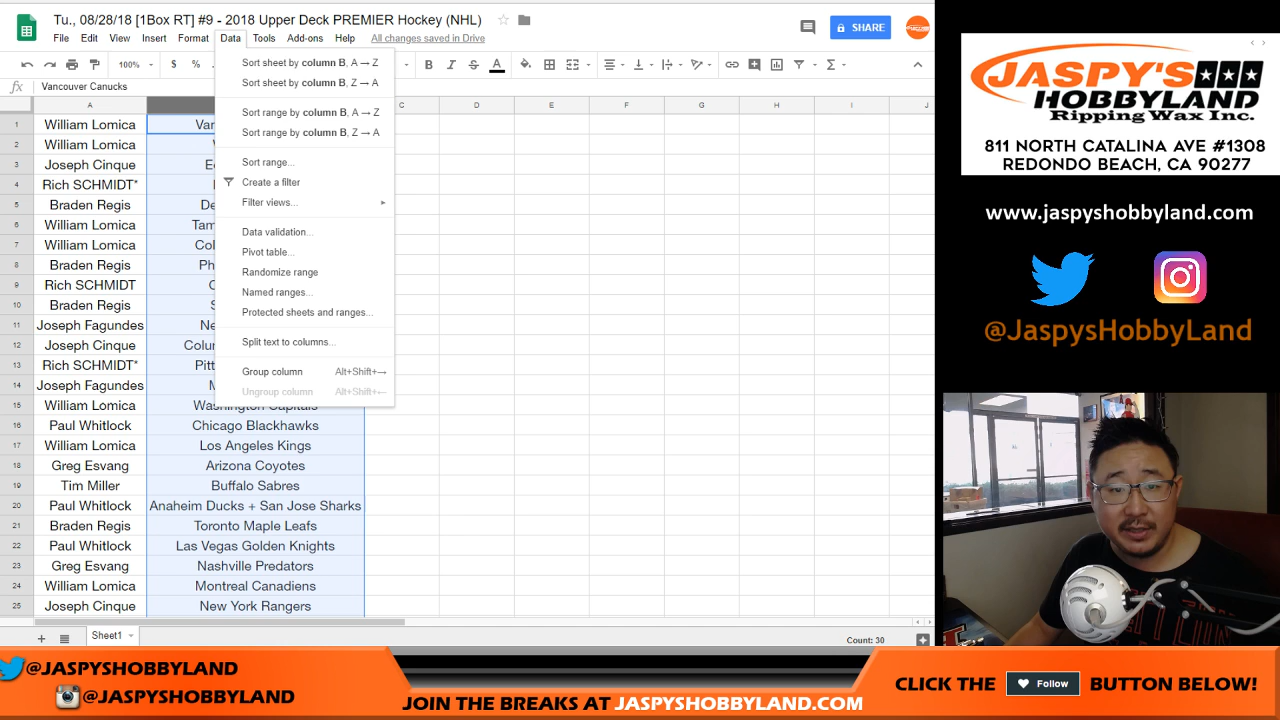 Tu., 08/28/18 [1Box RT] #9 - 2018 Upper Deck PREMIER Hockey (NHL)
File Edit View Insert Format Data Tools Add-ons Help All changes saved in Drive
SHARE
100% $ %
B I S A
fx Vancouver Canucks
A C D E F G H I J
1 William Lomica Van
2 William Lomica
3 Joseph Cinque
4 Rich SCHMIDT*
5 Braden Regis De
6 William Lomica Tam
7 William Lomica Col
8 Braden Regis Ph
9 Rich SCHMIDT
10 Braden Regis S
11 Joseph Fagundes Ne
12 Joseph Cinque Colum
13 Rich SCHMIDT* Pitt
14 Joseph Fagundes
15 William Lomica Washington Capitals
16 Paul Whitlock Chicago Blackhawks
17 William Lomica Los Angeles Kings
18 Greg Esvang Arizona Coyotes
19 Tim Miller Buffalo Sabres
20 Paul Whitlock Anaheim Ducks + San Jose Sharks
21 Braden Regis Toronto Maple Leafs
22 Paul Whitlock Las Vegas Golden Knights
23 Greg Esvang Nashville Predators
24 William Lomica Montreal Canadiens
25 Joseph Cinque New York Rangers
Sort sheet by column B, A → Z
Sort sheet by column B, Z → A
Sort range by column B, A → Z
Sort range by column B, Z → A
Sort range...
Create a filter
Filter views...
Data validation...
Pivot table...
Randomize range
Named ranges...
Protected sheets and ranges...
Split text to columns...
Group column Alt+Shift+→
Ungroup column Alt+Shift+←
Sheet1
Count: 30
JASPY'S
HOBBYLAND
Ripping Wax Inc.
811 NORTH CATALINA AVE #1308
REDONDO BEACH, CA 90277
www.jaspyshobbyland.com
@JaspysHobbyLand
@JASPYSHOBBYLAND
@JASPYSHOBBYLAND
JOIN THE BREAKS AT JASPYSHOBBYLAND.COM
CLICK THE Follow BUTTON BELOW!